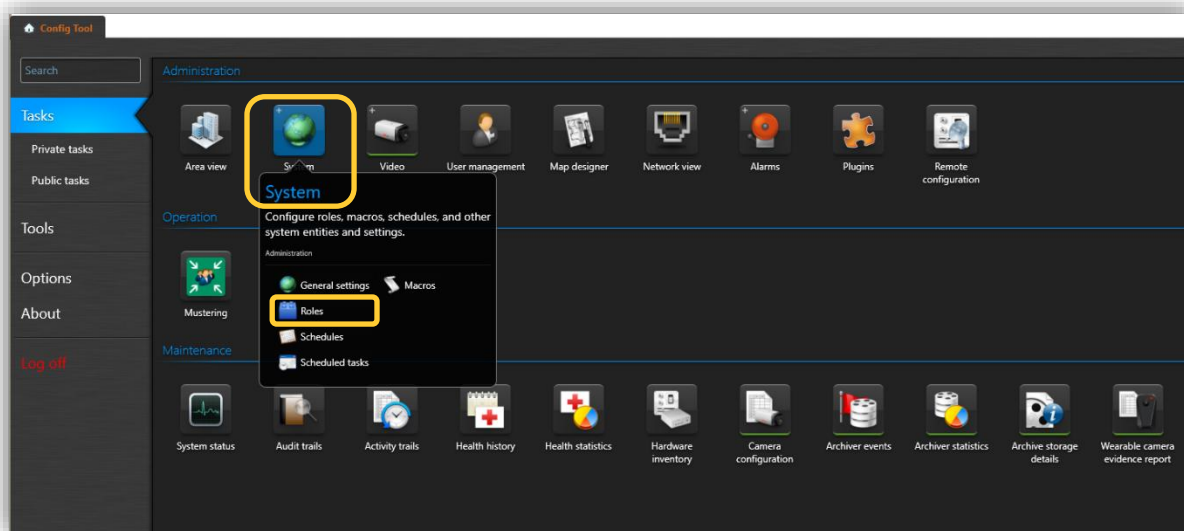 Config Tool
Search
Tasks
Private tasks
Public tasks
Tools
Options
About
Log off
Administration
Area view
System
Video
User management
Map designer
Network view
Alarms
Plugins
Remote
configuration
System
Configure roles, macros, schedules, and other
system entities and settings.
Administration
General settings
Macros
Roles
Schedules
Scheduled tasks
Operation
Mustering
Maintenance
System status
Audit trails
Activity trails
Health history
Health statistics
Hardware
inventory
Camera
configuration
Archiver events
Archiver statistics
Archive storage
details
Wearable camera
evidence report